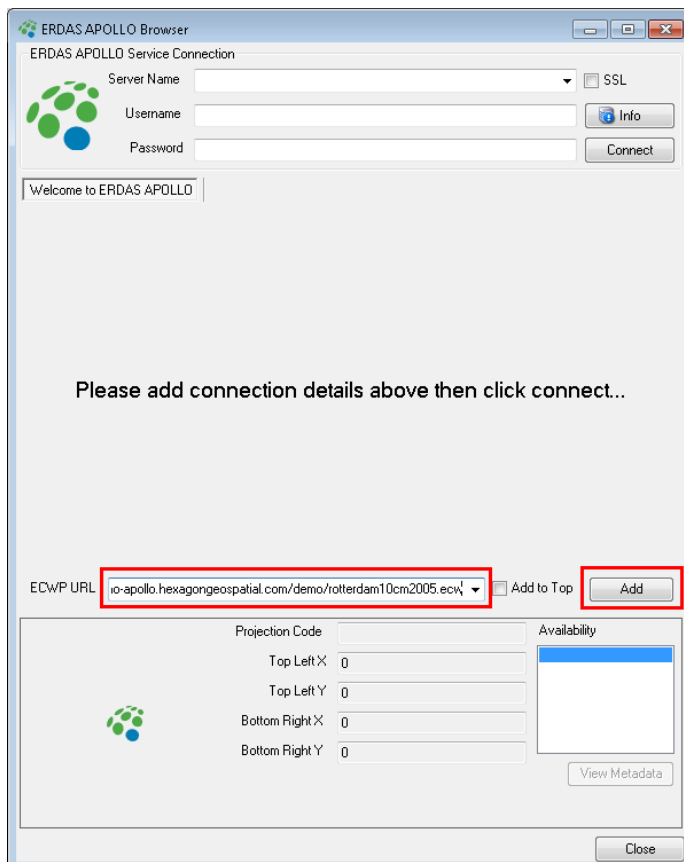 ERDAS APOLLO Browser
ERDAS APOLLO Service Connection
Server Name
SSL
Username
Info
Password
Connect
Welcome to ERDAS APOLLO
Please add connection details above then click connect...
ECWP URL
o-apollo.hexagongeospatial.com/demo/rotterdam10cm2005.ecw
Add to Top
Add
Projection Code
Availability
Top Left X 0
Top Left Y 0
Bottom Right X 0
Bottom Right Y 0
View Metadata
Close